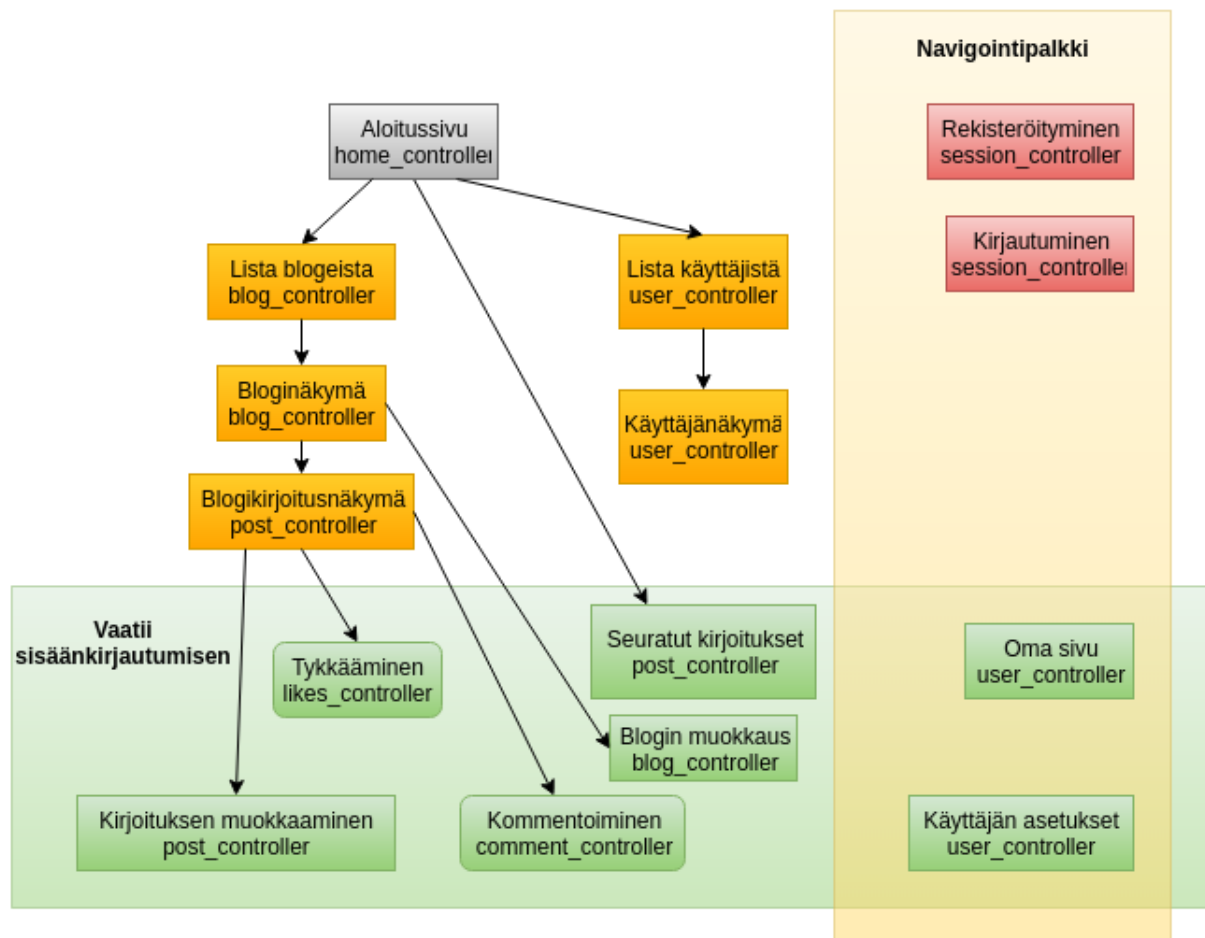 Navigointipalkki
Aloitussivu
home_controller
Rekisteröityminen
session_controller
Kirjautuminen
session_controller
Lista blogeista
blog_controller
Lista käyttäjistä
user_controller
Bloginäkymä
blog_controller
Käyttäjänäkymä
user_controller
Blogikirjoitusnäkymä
post_controller
Vaatii
sisäänkirjautumisen
Tykkääminen
likes_controller
Seuratut kirjoitukset
post_controller
Oma sivu
user_controller
Blogin muokkaus
blog_controller
Kirjoituksen muokkaaminen
post_controller
Kommentoiminen
comment_controller
Käyttäjän asetukset
user_controller